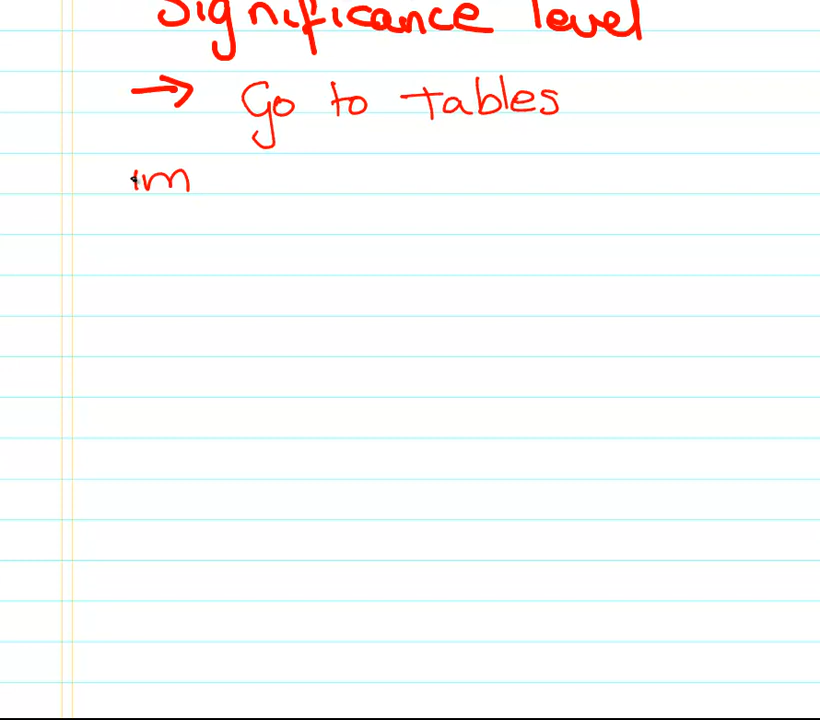 Significance level
→ Go to tables
im